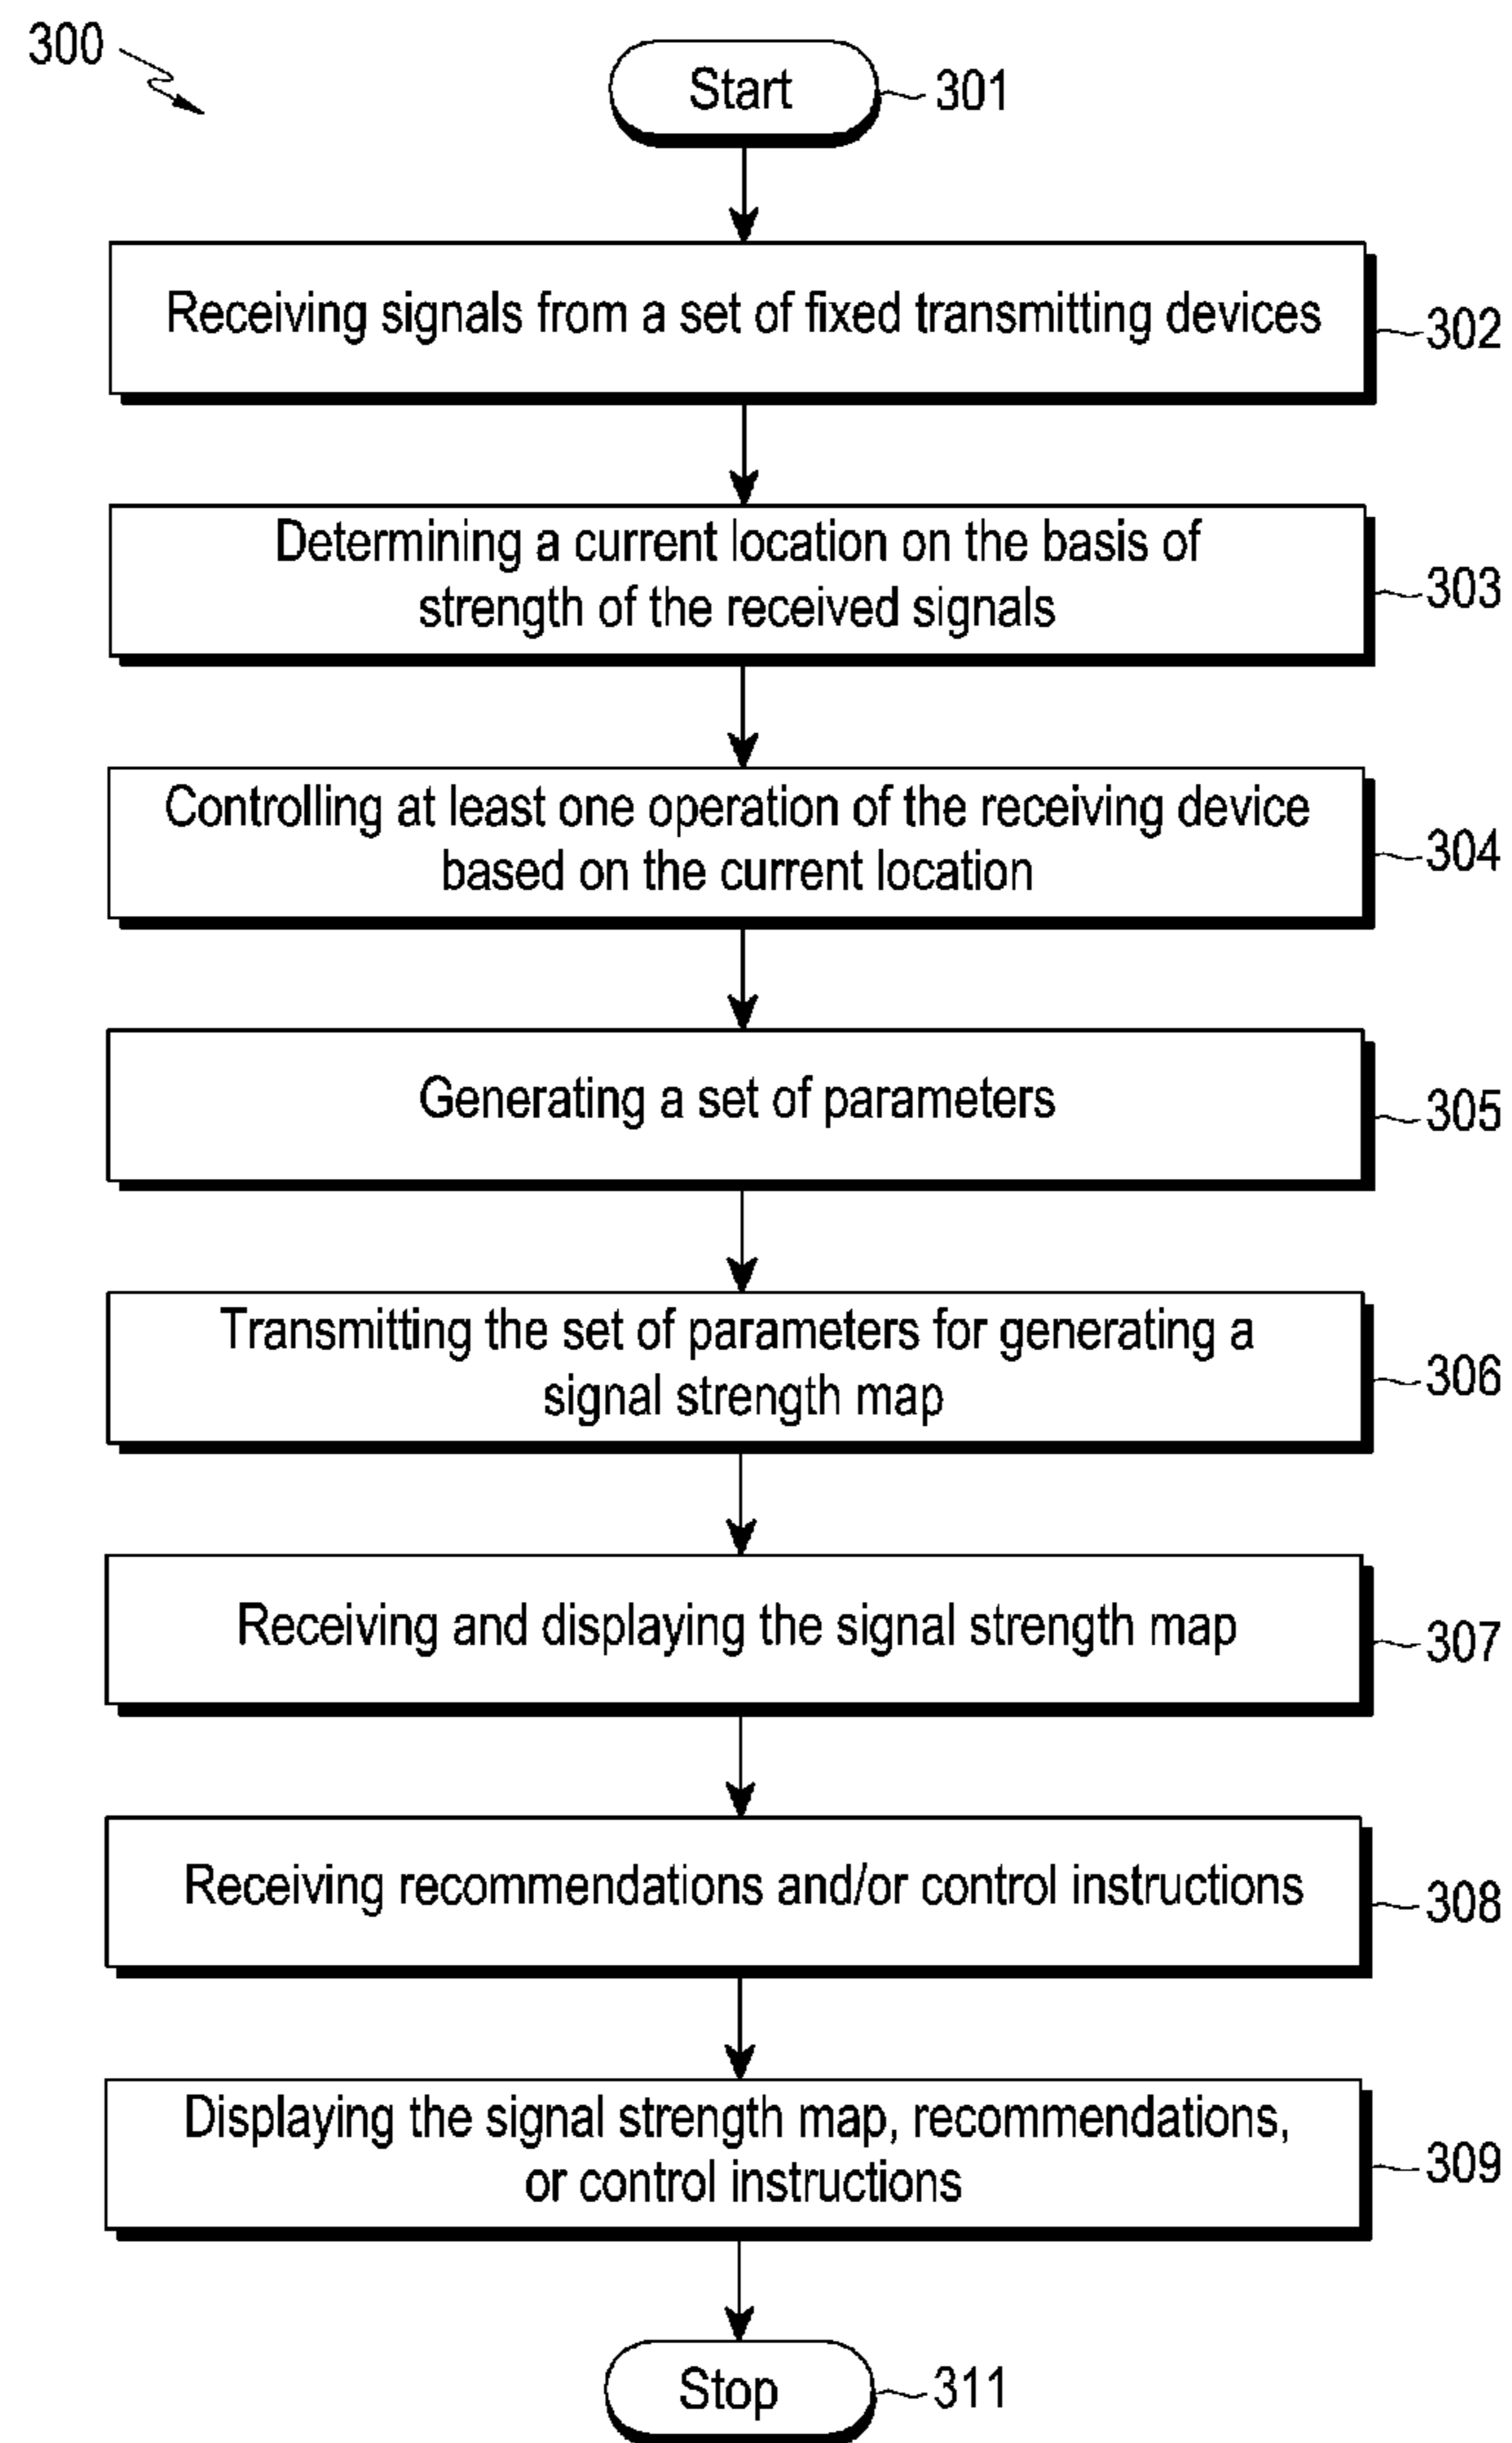 300
Start
301
Receiving signals from a set of fixed transmitting devices
302
Determining a current location on the basis of
strength of the received signals
303
Controlling at least one operation of the receiving device
based on the current location
304
Generating a set of parameters
305
Transmitting the set of parameters for generating a
signal strength map
306
Receiving and displaying the signal strength map
307
Receiving recommendations and/or control instructions
308
Displaying the signal strength map, recommendations,
or control instructions
309
Stop
311